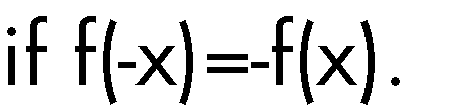 if f(-x)=-f(x).